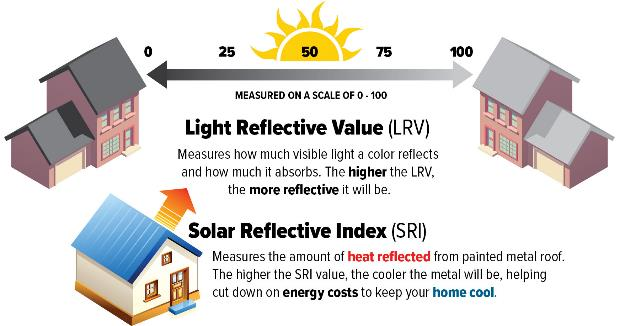 0 25 50 75 100
MEASURED ON A SCALE OF 0 - 100
Light Reflective Value (LRV)
Measures how much visible light a color reflects
and how much it absorbs. The higher the LRV,
the more reflective it will be.
Solar Reflective Index (SRI)
Measures the amount of heat reflected from painted metal roof.
The higher the SRI value, the cooler the metal will be, helping
cut down on energy costs to keep your home cool.